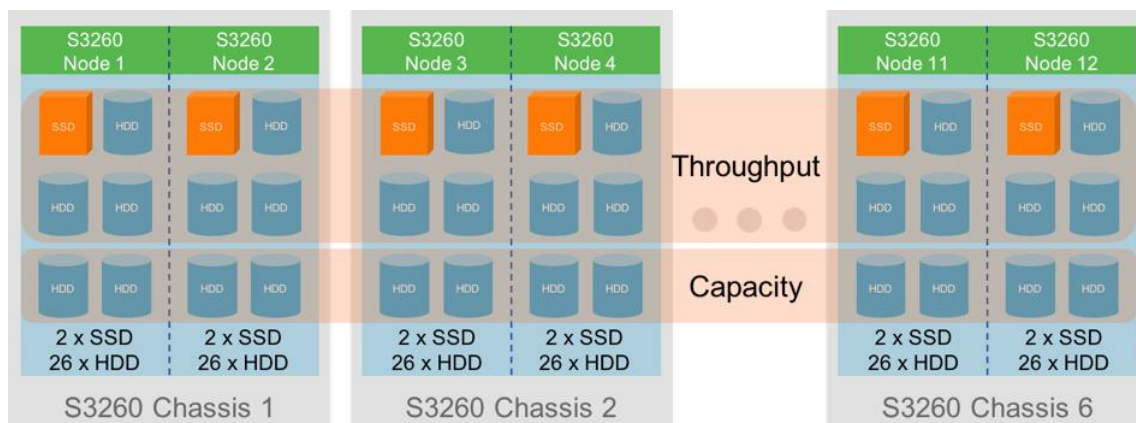 S3260
Node 1
S3260
Node 2
S3260
Node 3
S3260
Node 4
S3260
Node 11
S3260
Node 12
SSD HDD SSD HDD SSD HDD SSD HDD SSD HDD SSD HDD
Throughput
HDD HDD HDD HDD HDD HDD HDD HDD HDD HDD HDD HDD
HDD HDD HDD HDD HDD HDD HDD HDD HDD HDD HDD HDD
Capacity
2 x SSD
26 x HDD
2 x SSD
26 x HDD
2 x SSD
26 x HDD
2 x SSD
26 x HDD
2 x SSD
26 x HDD
2 x SSD
26 x HDD
S3260 Chassis 1
S3260 Chassis 2
S3260 Chassis 6